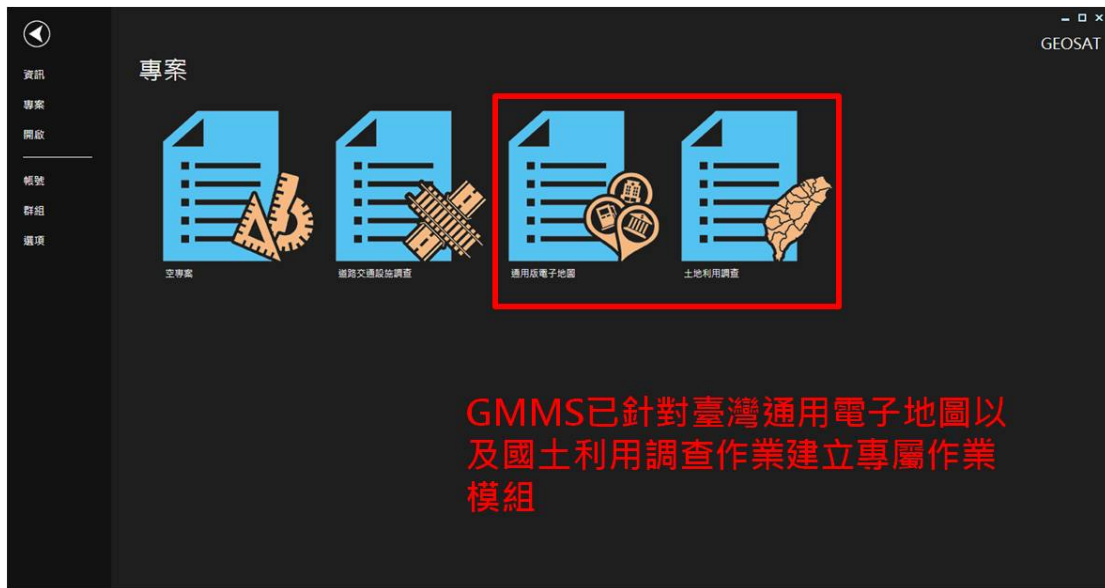 GEOSAT
資訊
專案
開啟
帳號
群組
選項
專案
空專案
道路交通設施調查
通用版電子地圖
土地利用調查
GMMS已針對臺灣通用電子地圖以
及國土利用調查作業建立專屬作業
模組